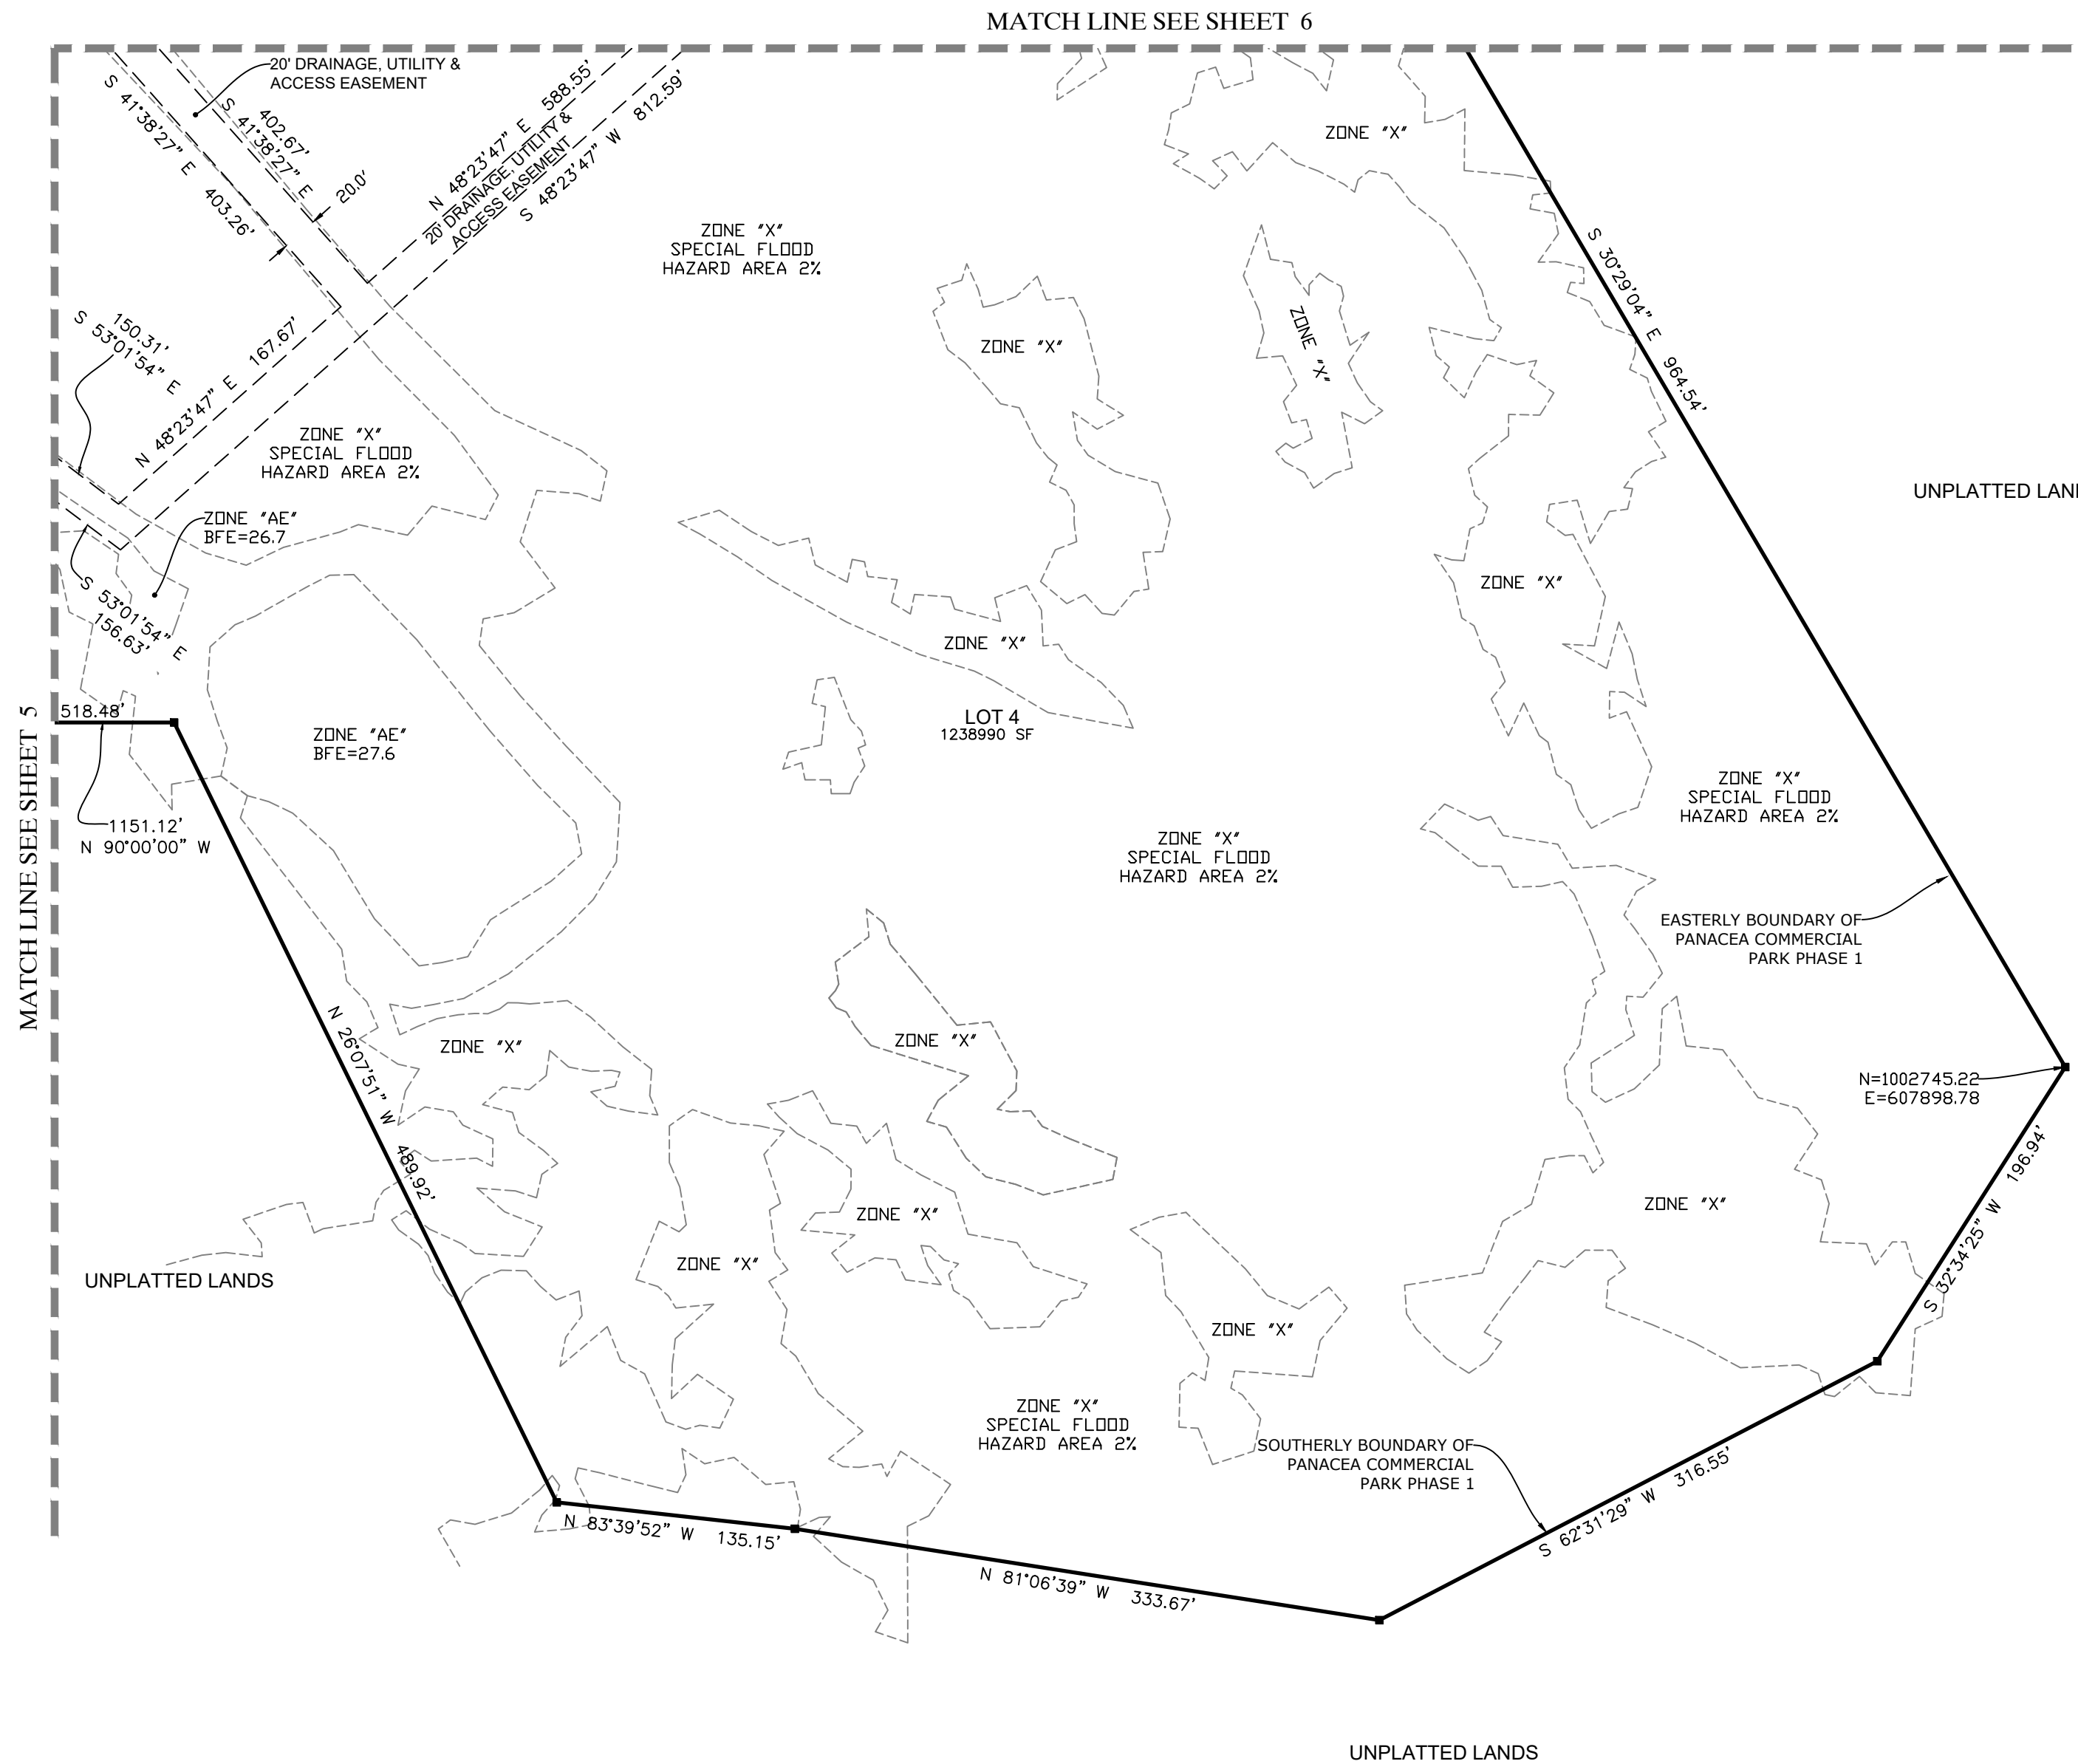 MATCH LINE SEE SHEET 6
20' DRAINAGE, UTILITY &
ACCESS EASEMENT
S 41°38'27" E 403.26'
402.67'
S 41°38'27" E
20.0'
N 48°23'47" E 588.55'
20' DRAINAGE, UTILITY &
ACCESS EASEMENT
S 48°23'47" W 812.59'
ZONE "X"
ZONE "X"
SPECIAL FLOOD
HAZARD AREA 2%
S 30°29'04" E 964.54'
150.31'
S 53°01'54" E
N 48°23'47" E 167.67'
ZONE "X"
ZONE "X"
ZONE "X"
SPECIAL FLOOD
HAZARD AREA 2%
UNPLATTED
ZONE "AE"
BFE=26.7
S 53°01'54" E
156.63'
ZONE "X"
ZONE "X"
518.48'
LOT 4
1238990 SF
ZONE "AE"
BFE=27.6
MATCH LINE SEE SHEET 5
ZONE "X"
SPECIAL FLOOD
HAZARD AREA 2%
1151.12'
N 90°00'00" W
ZONE "X"
SPECIAL FLOOD
HAZARD AREA 2%
EASTERLY BOUNDARY OF
PANACEA COMMERCIAL
PARK PHASE 1
N 26°07'51" W 489.92'
ZONE "X"
ZONE "X"
N=1002745.22
E=607898.78
S 32°34'25" W 196.94'
ZONE "X"
ZONE "X"
ZONE "X"
UNPLATTED LANDS
ZONE "X"
ZONE "X"
SPECIAL FLOOD
HAZARD AREA 2%
SOUTHERLY BOUNDARY OF
PANACEA COMMERCIAL
PARK PHASE 1
S 62°31'29" W 316.55'
N 83°39'52" W 135.15'
N 81°06'39" W 333.67'
UNPLATTED LANDS